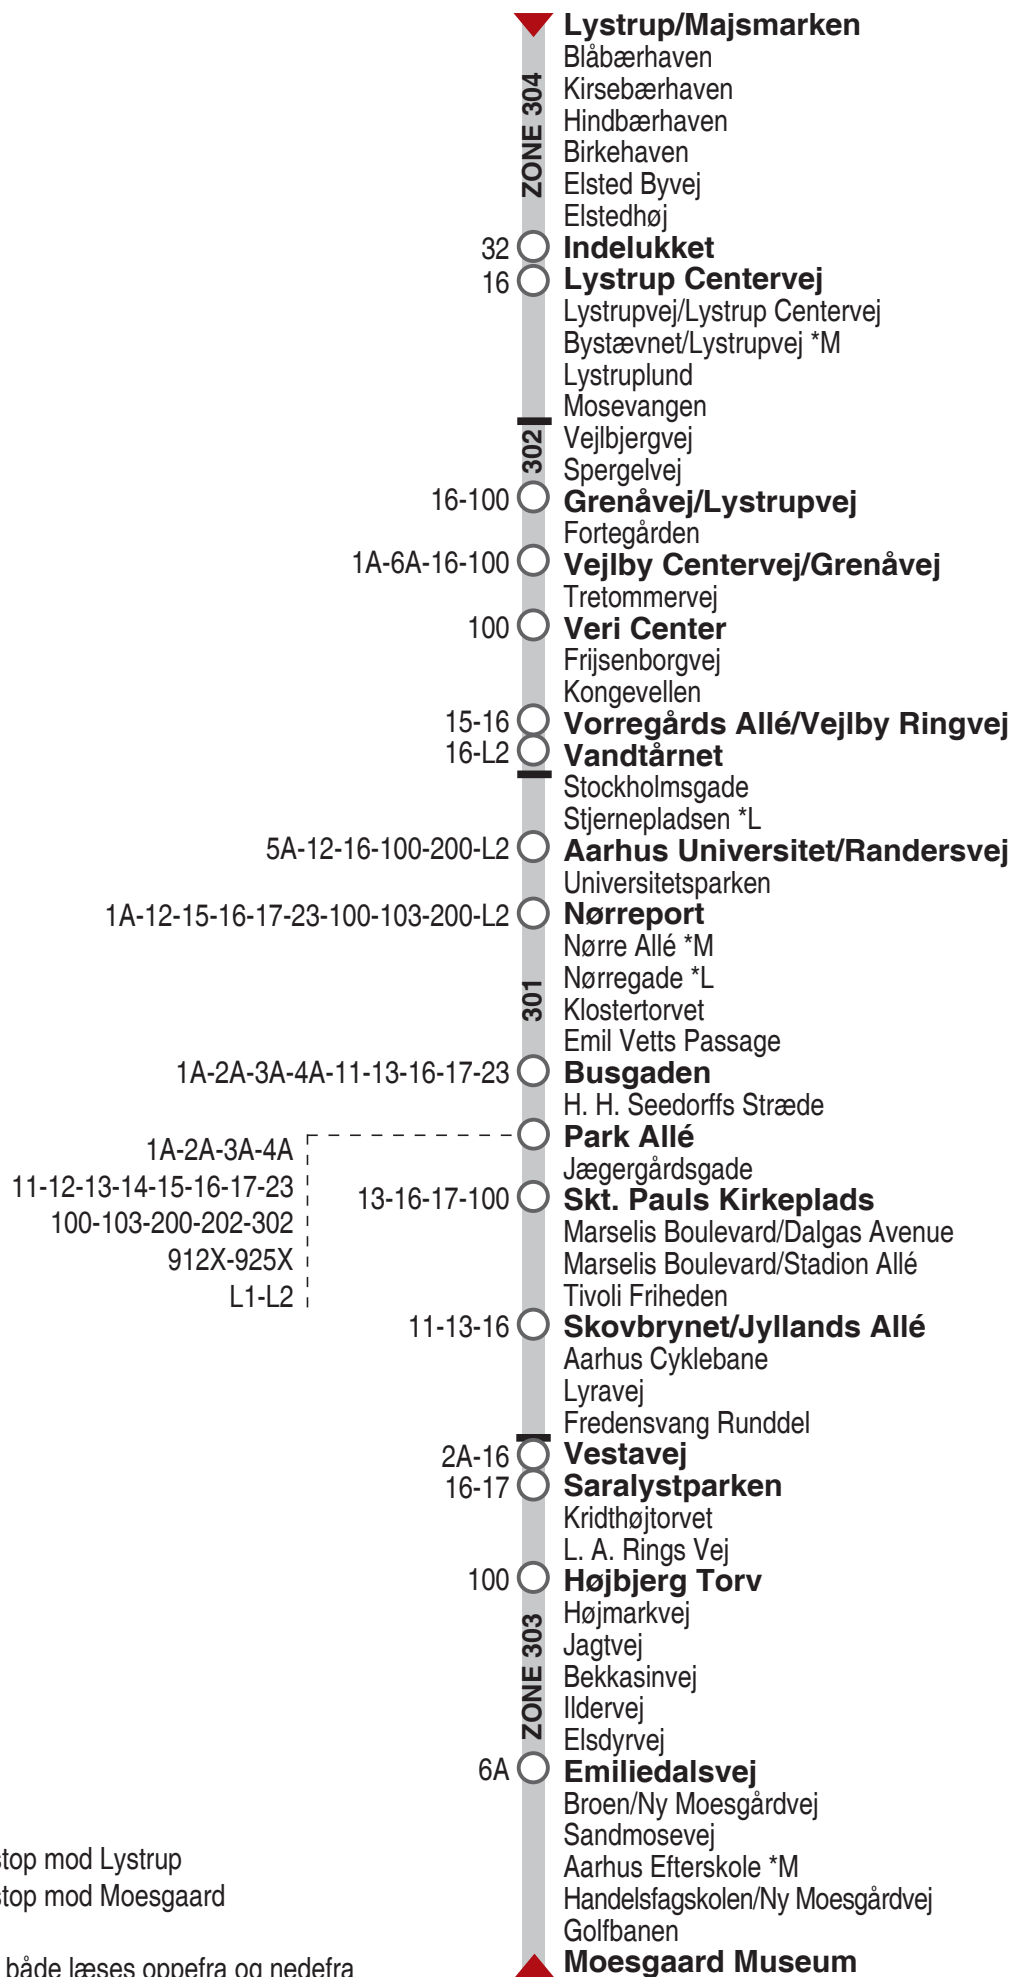 Lystrup/Majsmarken
Blåbærhaven
ZONE 304
Kirsebærhaven
Hindbærhaven
Birkehaven
Elsted Byvej
Elstedhøj
32 Indelukket
16 Lystrup Centervej
Lystrupvej/Lystrup Centervej
Bystævnet/Lystrupvej *M
Lystruplund
Mosevangen
302
Vejlbjergvej
Spergelvej
16-100 Grenåvej/Lystrupvej
Fortegården
1A-6A-16-100 Vejlby Centervej/Grenåvej
Tretommervej
100 Veri Center
Frijsenborgvej
Kongevellen
15-16 Vorregårds Allé/Vejlby Ringvej
16-L2 Vandtårnet
Stockholmsgade
Stjernepladsen *L
5A-12-16-100-200-L2 Aarhus Universitet/Randersvej
Universitetsparken
1A-12-15-16-17-23-100-103-200-L2 Nørreport
Nørre Allé *M
Nørregade *L
301
Klostertorvet
Emil Vetts Passage
1A-2A-3A-4A-11-13-16-17-23 Busgaden
H. H. Seedorffs Stræde
Park Allé
1A-2A-3A-4A
11-12-13-14-15-16-17-23
100-103-200-202-302
912X-925X
L1-L2
Jægergårdsgade
13-16-17-100 Skt. Pauls Kirkeplads
Marselis Boulevard/Dalgas Avenue
Marselis Boulevard/Stadion Allé
Tivoli Friheden
11-13-16 Skovbrynet/Jyllands Allé
Aarhus Cyklebane
Lyravej
Fredensvang Runddel
2A-16 Vestavej
16-17 Saralystparken
Kridthøjtorvet
L. A. Rings Vej
100 Højbjerg Torv
ZONE 303
Højmarkvej
Jagtvej
Bekkasinvej
Ildervej
Elsdyrvej
6A Emiliedalsvej
Broen/Ny Moesgårdvej
Sandmosevej
Aarhus Efterskole *M
Handelsfagskolen/Ny Moesgårdvej
Golfbanen
Moesgaard Museum
stop mod Lystrup
stop mod Moesgaard
både læses oppefra og nedefra